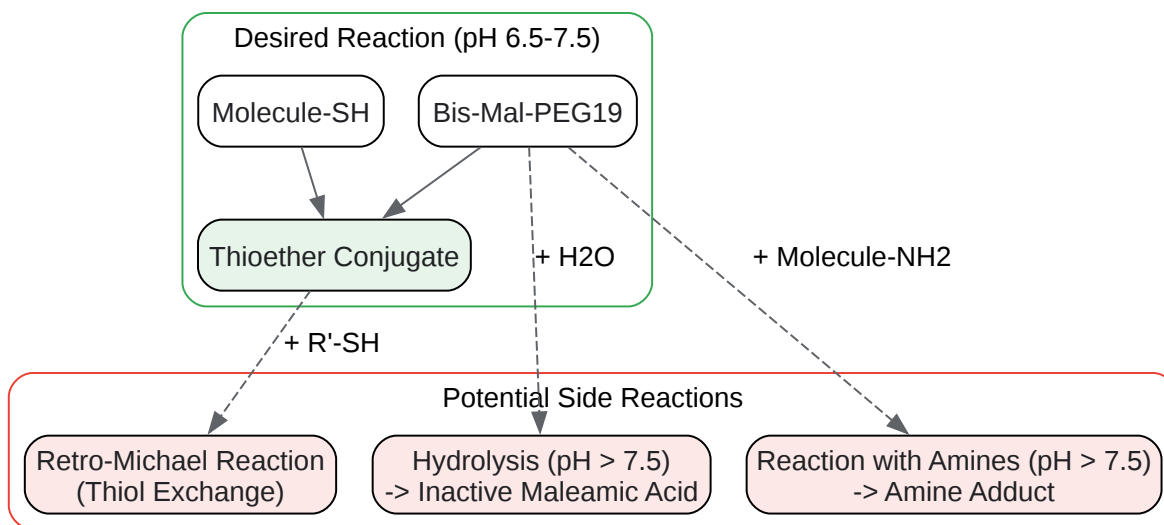 Desired Reaction (pH 6.5-7.5)
Molecule-SH
Bis-Mal-PEG19
Thioether Conjugate
+ H2O
+ Molecule-NH2
+ R'-SH
Potential Side Reactions
Retro-Michael Reaction
(Thiol Exchange)
Hydrolysis (pH > 7.5)
-> Inactive Maleamic Acid
Reaction with Amines (pH > 7.5)
-> Amine Adduct